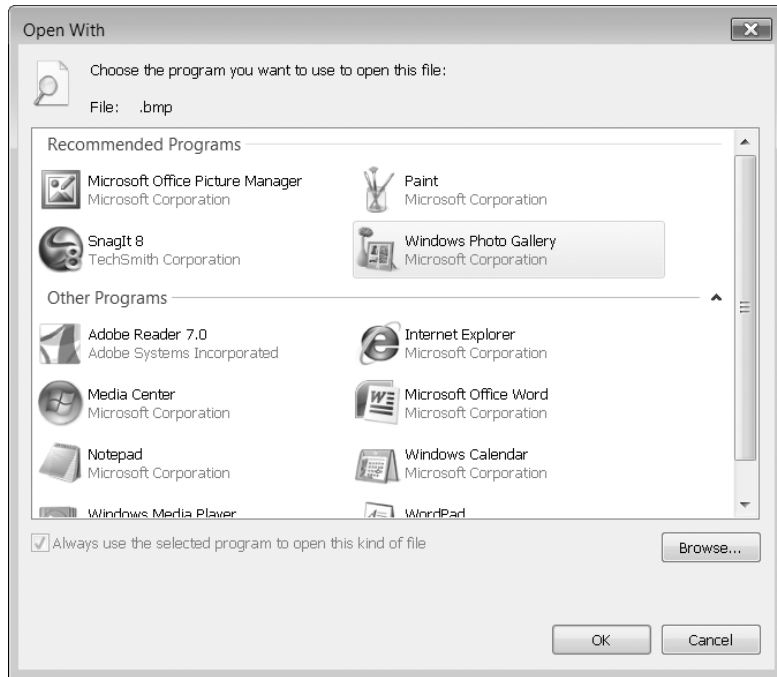 Open With
Choose the program you want to use to open this file:
File: .bmp
Recommended Programs
Microsoft Office Picture Manager
Microsoft Corporation
Paint
Microsoft Corporation
SnagIt 8
TechSmith Corporation
Windows Photo Gallery
Microsoft Corporation
Other Programs
Adobe Reader 7.0
Adobe Systems Incorporated
Internet Explorer
Microsoft Corporation
Media Center
Microsoft Corporation
Microsoft Office Word
Microsoft Corporation
Notepad
Microsoft Corporation
Windows Calendar
Microsoft Corporation
Windows Media Player
WordPad
Always use the selected program to open this kind of file
Browse...
OK
Cancel